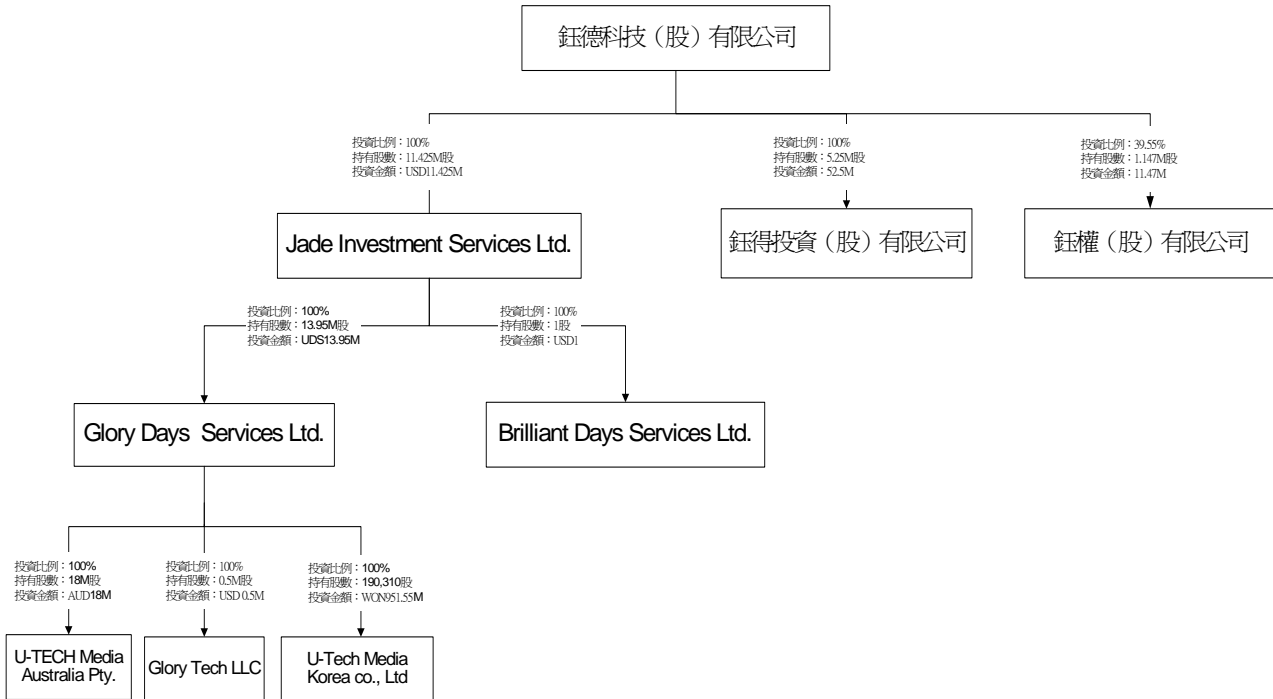 鈺德科技（股）有限公司
投資比例：100%
持有股數：11.425M股
投資金額：USD11.425M
投資比例：100%
持有股數：5.25M股
投資金額：52.5M
投資比例：39.55%
持有股數：1.147M股
投資金額：11.47M
Jade Investment Services Ltd.
鈺得投資（股）有限公司
鈺權（股）有限公司
投資比例：100%
持有股數：13.95M股
投資金額：UDS13.95M
投資比例：100%
持有股數：1股
投資金額：USD1
Glory Days Services Ltd.
Brilliant Days Services Ltd.
投資比例：100%
持有股數：18M股
投資金額：AUD18M
投資比例：100%
持有股數：0.5M股
投資金額：USD 0.5M
投資比例：100%
持有股數：190,310股
投資金額：WON951.55M
U-TECH Media
Australia Pty.
Glory Tech LLC
U-Tech Media
Korea co., Ltd